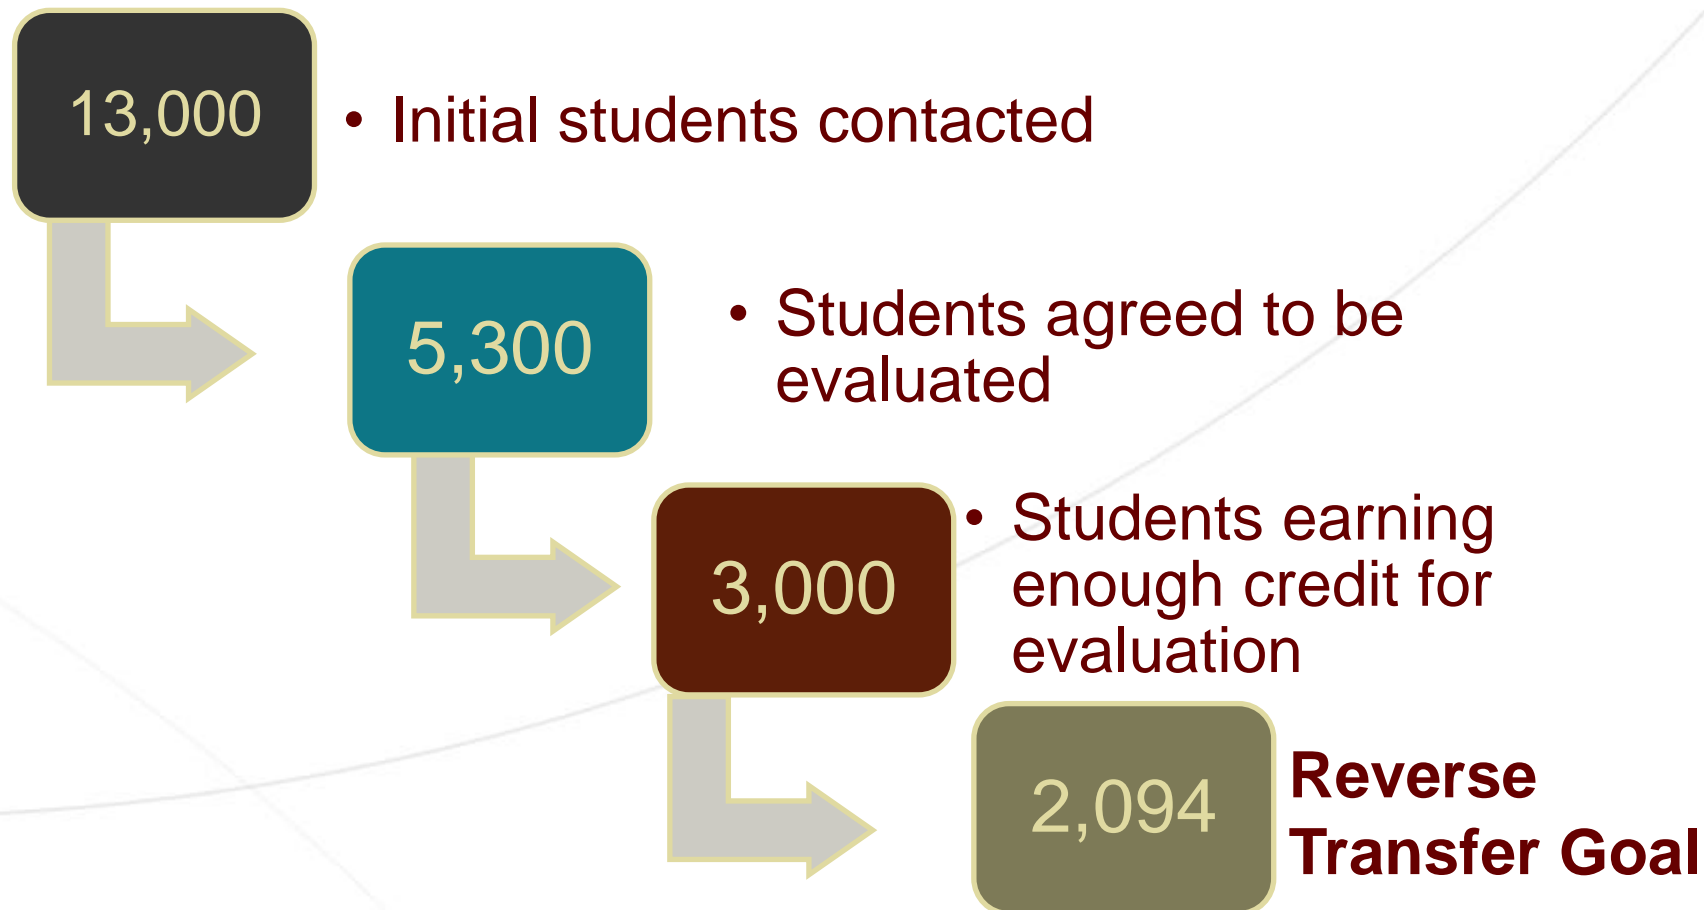 13,000
• Initial students contacted
5,300
• Students agreed to be
evaluated
3,000
• Students earning
enough credit for
evaluation
2,094
Reverse
Transfer Goal